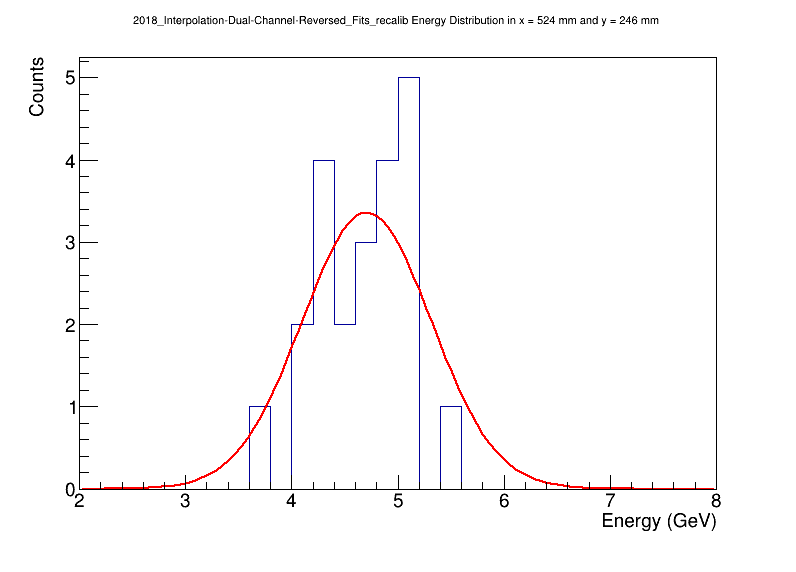 2018_Interpolation-Dual-Channel-Reversed_Fits_recalib Energy Distribution in x = 524 mm and y = 246 mm
Counts
5
4
3
2
1
0
2 3 4 5 6 7 8
Energy (GeV)